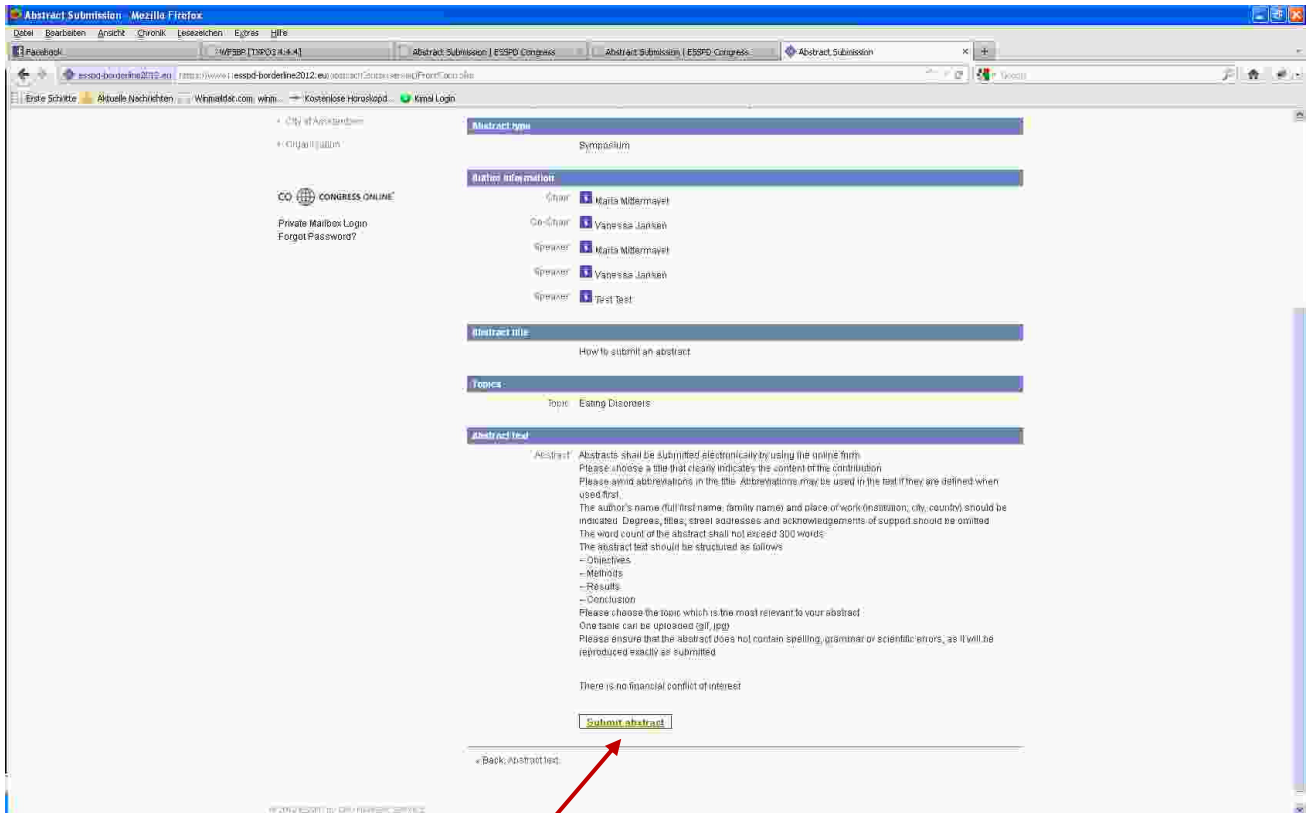 Abstract Submission - Mozilla Firefox
Datei Bearbeiten Ansicht Chronik Lesezeichen Extras Hilfe
Facebook
Abstract Submission | ESSPD Congress
Abstract Submission | ESSPD Congress
Abstract Submission
esspd-borderline2012.eu
Erste Schritte
Aktuelle Nachrichten
Kostenlose Horoskop
Login
City of Amsterdam
CO CONGRESS ONLINE
Private Mailbox Login
Forgot Password?
Abstract type
Symposium
Author information
Chair Maria Mittermayer
Co-Chair Vanessa Jansen
Speaker Maria Mittermayer
Speaker Vanessa Jansen
Speaker Test Test
Abstract title
How to submit an abstract
Topics
Topic Eating Disorders
Abstract text
Abstract Abstracts shall be submitted electronically by using the online form
Please choose a title that clearly indicates the content of the contribution
Please avoid abbreviations in the title. Abbreviations may be used in the text if they are defined when
used first.
The author's name (full first name, family name) and place of work (institution, city, country) should be
indicated. Degrees, titles, street addresses and acknowledgements of support should be omitted
The word count of the abstract shall not exceed 300 words
The abstract text should be structured as follows
– Objectives
– Methods
– Results
– Conclusion
Please choose the topic which is the most relevant to your abstract
One table can be uploaded (gif, jpg)
Please ensure that the abstract does not contain spelling, grammar or scientific errors, as it will be
reproduced exactly as submitted
There is no financial conflict of interest
Submit abstract
« Back: Abstract text